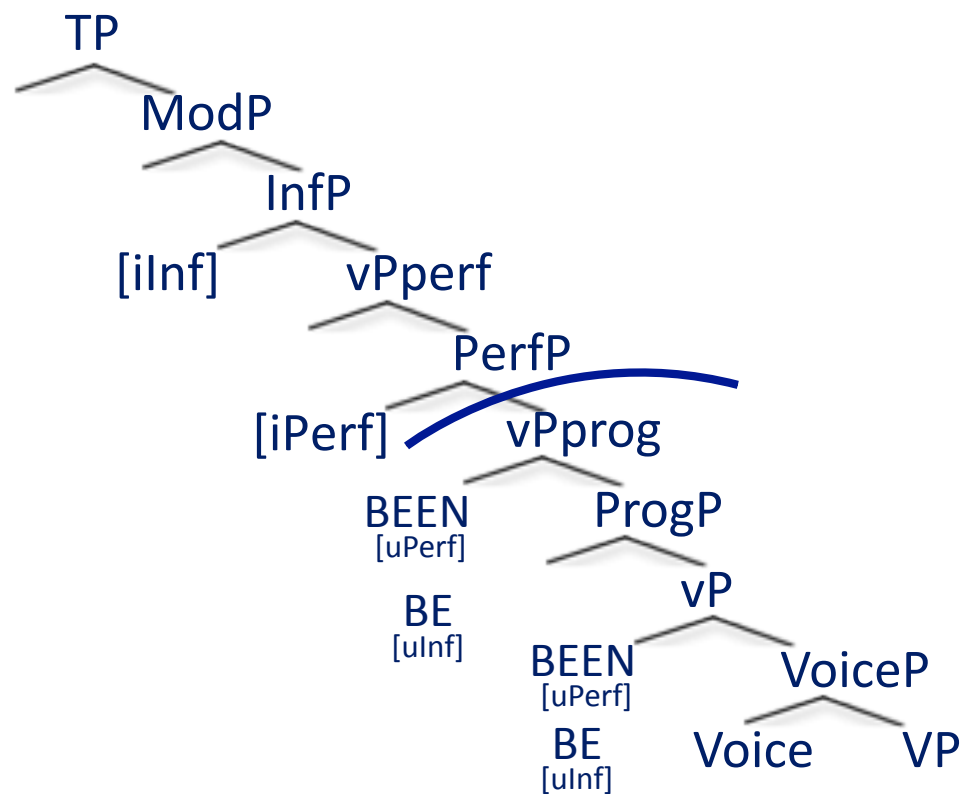 TP
ModP
InfP
[iInf] vPperf
PerfP
[iPerf] vPprog
BEEN ProgP
[uPerf]
vP
BE
[uInf]
BEEN VoiceP
[uPerf]
BE Voice VP
[uInf]